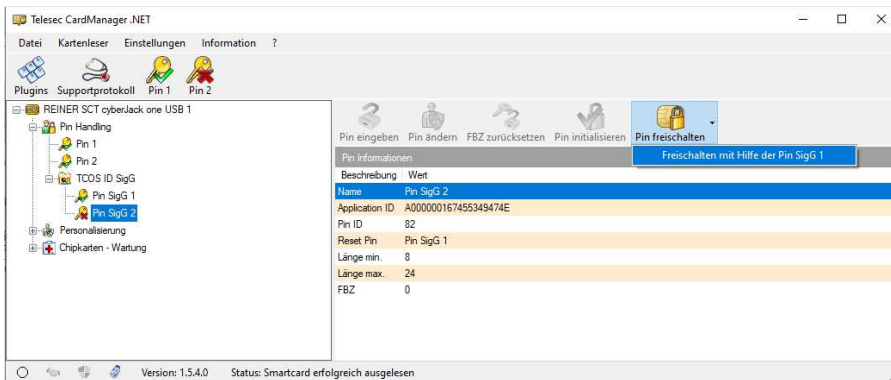 Telesec CardManager .NET
Datei Kartenleser Einstellungen Information ?
Plugins Supportprotokoll Pin 1 Pin 2
REINER SCT cyberJack one USB 1
Pin Handling
Pin 1
Pin 2
TCOS ID SigG
Pin SigG 1
Pin SigG 2
Personalisierung
Chipkarten - Wartung
Pin eingeben Pin ändern FBZ zurücksetzen Pin initialisieren Pin freischalten
Freischalten mit Hilfe der Pin SigG 1
Pin Informationen
Beschreibung Wert
Name Pin SigG 2
Application ID A000000167455349474E
Pin ID 82
Reset Pin Pin SigG 1
Länge min. 8
Länge max. 24
FBZ 0
Version: 1.5.4.0 Status: Smartcard erfolgreich ausgelesen